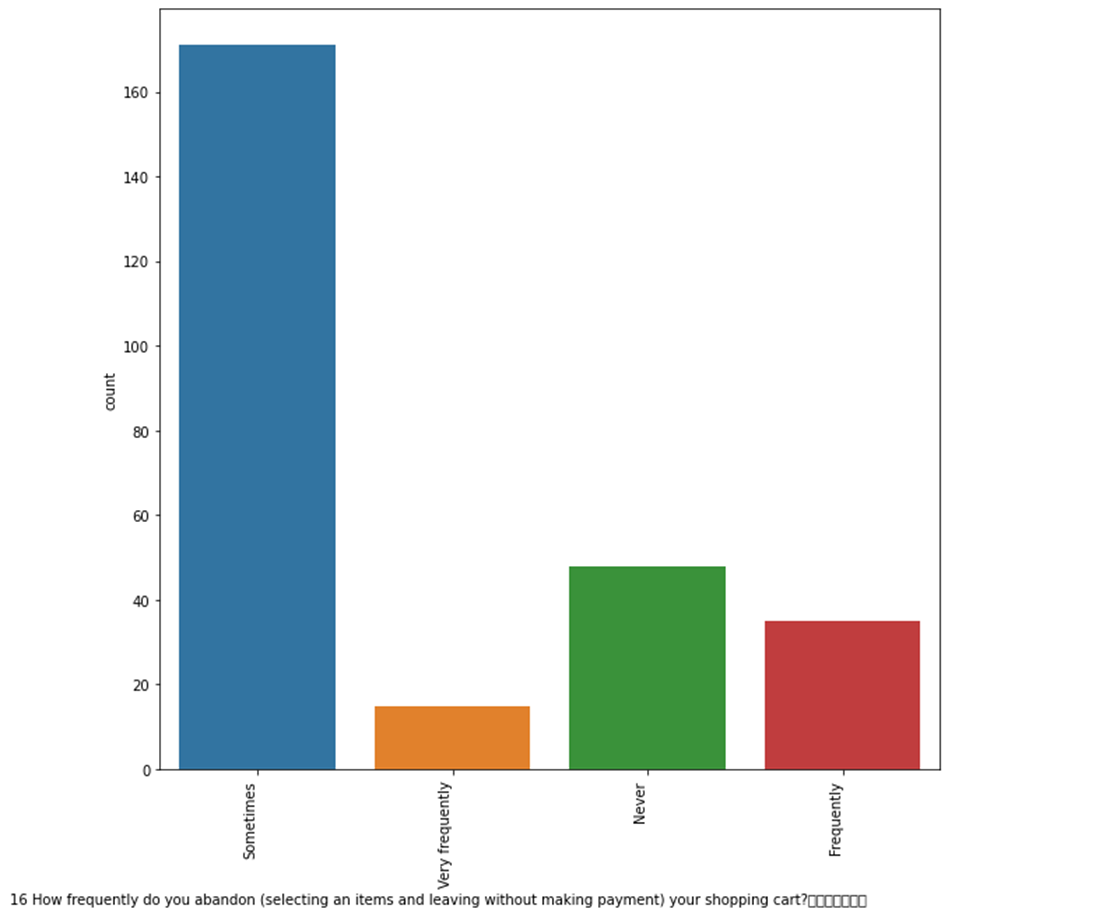 160
140
120
100
80
60
40
20
0
count
Sometimes
Very frequently
Never
Frequently
16 How frequently do you abandon (selecting an items and leaving without making payment) your shopping cart?□□□□□□□